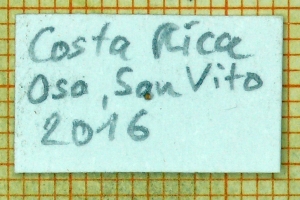 Costa Rica
Osa, San Vito
2016